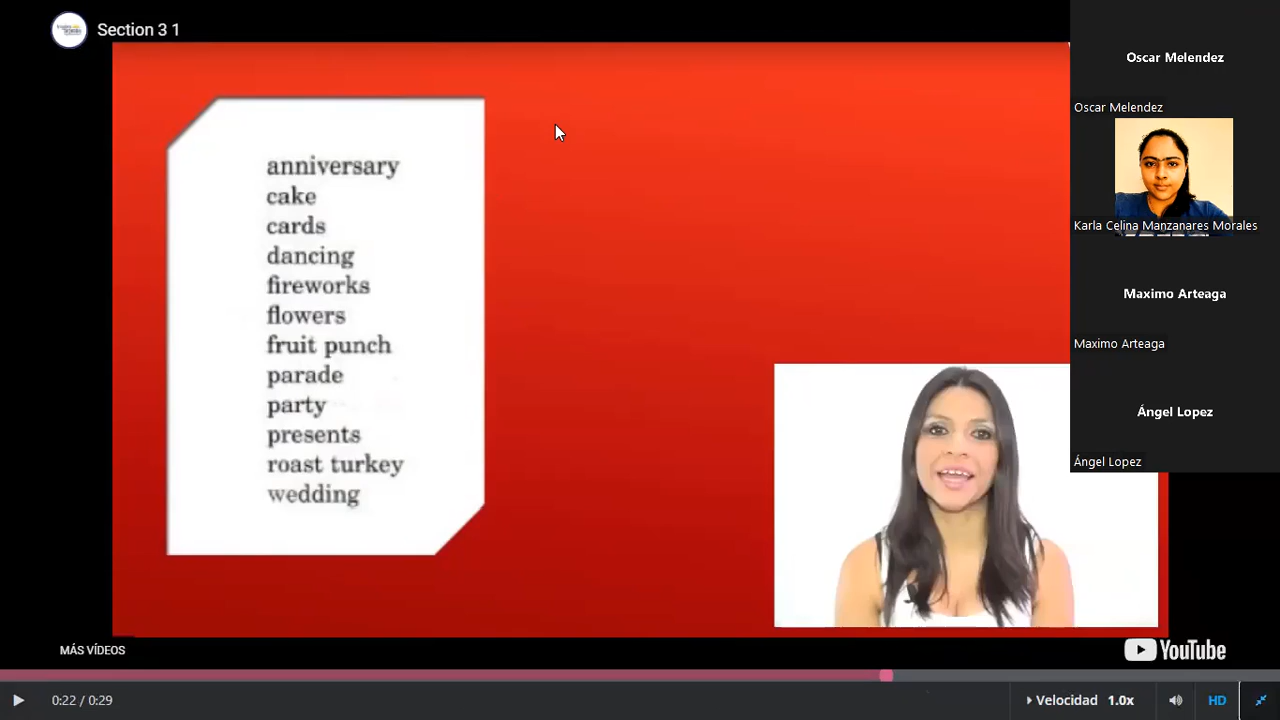 Section 3 1
anniversary
cake
cards
dancing
fireworks
flowers
fruit punch
parade
party
presents
roast turkey
wedding
Oscar Melendez
Oscar Melendez
Karla Celina Manzanares Morales
Maximo Arteaga
Maximo Arteaga
Ángel Lopez
Ángel Lopez
MÁS VÍDEOS
YouTube
0:22 / 0:29
Velocidad 1.0x
HD